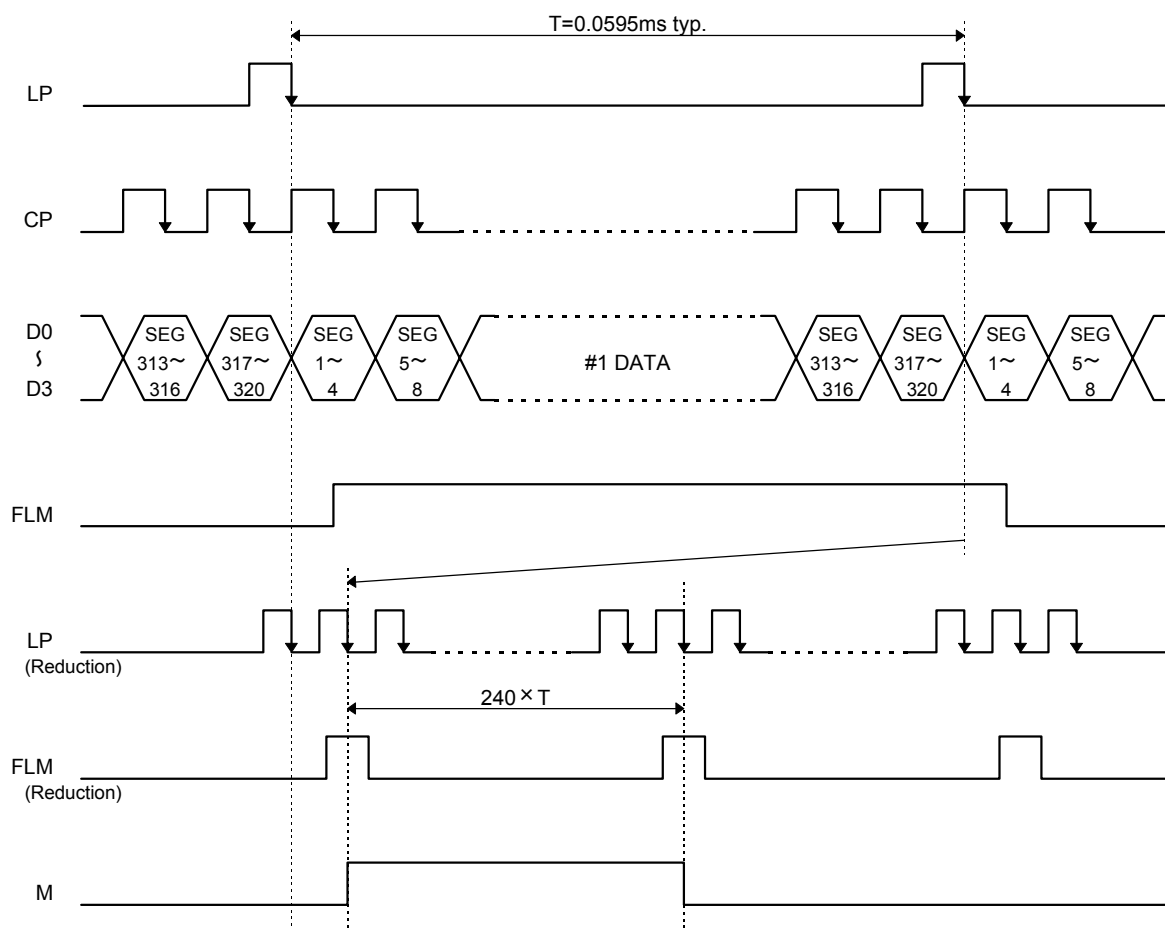 T=0.0595ms typ.
LP
CP
D0
~
D3
SEG
313~
316
SEG
317~
320
SEG
1~
4
SEG
5~
8
#1 DATA
SEG
313~
316
SEG
317~
320
SEG
1~
4
SEG
5~
8
FLM
LP
(Reduction)
240×T
FLM
(Reduction)
M